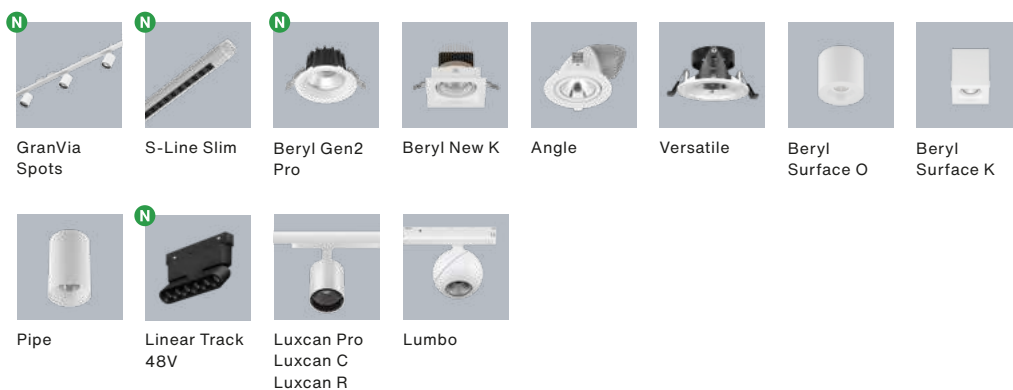 N
N
N
GranVia
Spots
S-Line Slim
Beryl Gen2
Pro
Beryl New K
Angle
Versatile
Beryl
Surface O
Beryl
Surface K
N
Pipe
Linear Track
48V
Luxcan Pro
Luxcan C
Luxcan R
Lumbo